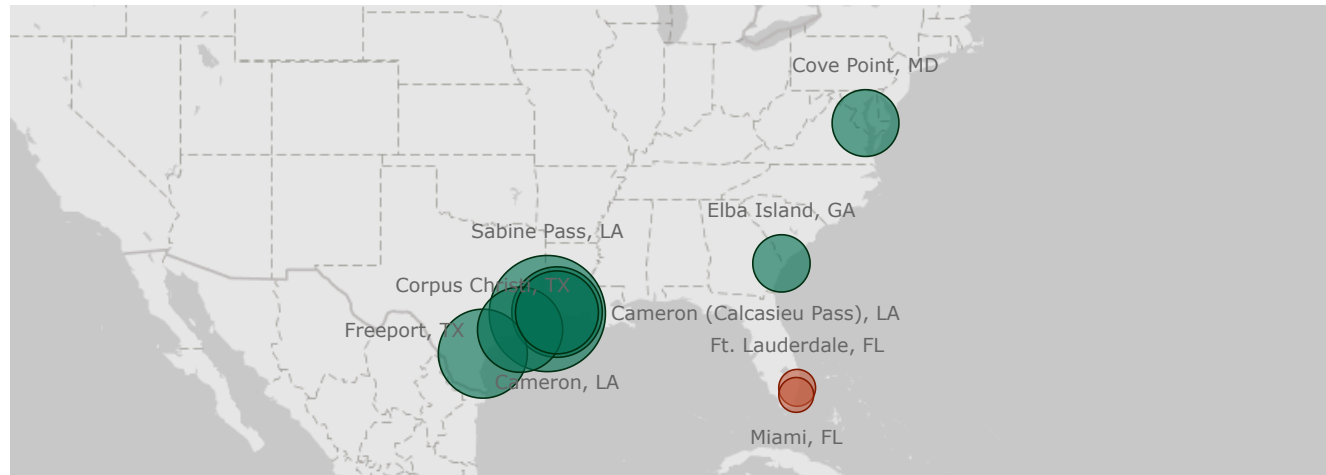 Cove Point, MD
Elba Island, GA
Sabine Pass, LA
Corpus Christi, TX
Cameron (Calcasieu Pass), LA
Freeport, TX
Ft. Lauderdale, FL
Cameron, LA
Miami, FL